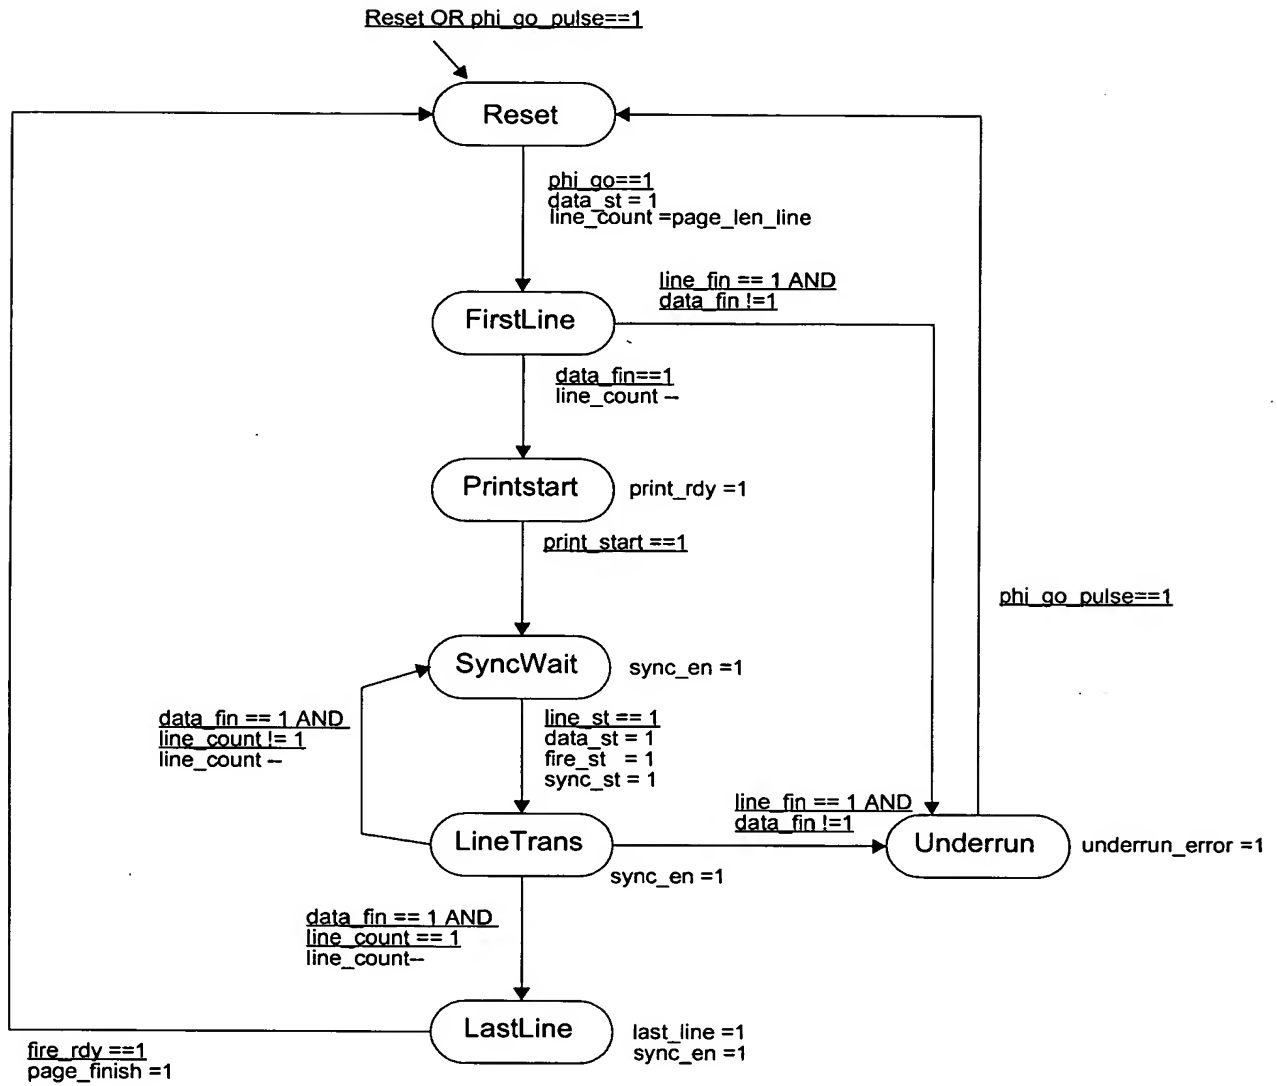 Reset OR phi_go_pulse==1
Reset
phi_go==1
data_st = 1
line_count =page_len_line
line_fin == 1 AND
data_fin !=1
FirstLine
data_fin==1
line_count --
Printstart
print_rdy =1
print_start ==1
phi_go_pulse==1
SyncWait
sync_en =1
data_fin == 1 AND
line_count != 1
line_count --
line_st == 1
data_st = 1
fire_st = 1
sync_st = 1
line_fin == 1 AND
data_fin !=1
LineTrans
sync_en =1
Underrun
underrun_error =1
data_fin == 1 AND
line_count == 1
line_count--
LastLine
last_line =1
sync_en =1
fire_rdy ==1
page_finish =1